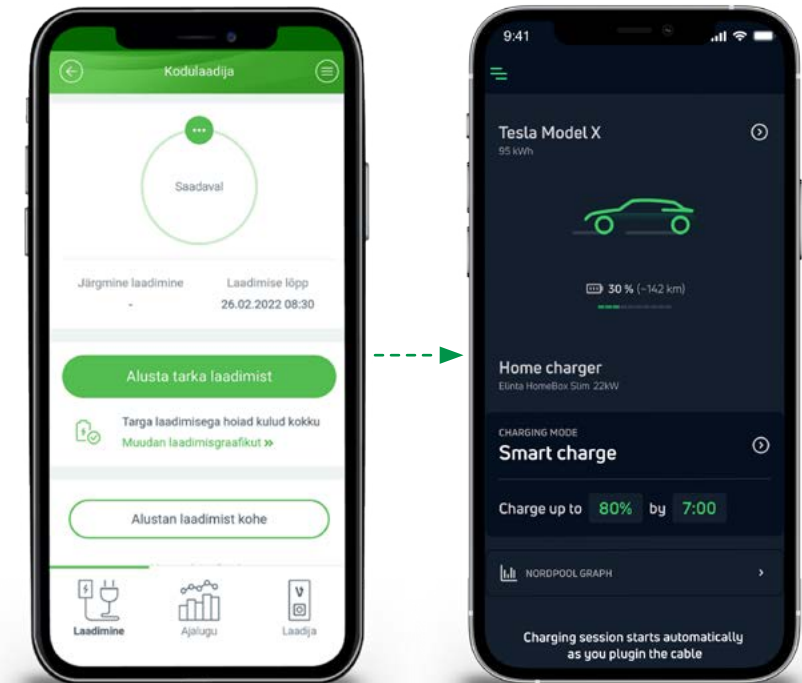 Kodulaadija
Saadaval
Järgmine laadimine
-
Laadimise lõpp
26.02.2022 08:30
Alusta tarka laadimist
Targa laadimisega hoiad kulud kokku
Muudan laadimisgraafikut »
Alustan laadimist kohe
Laadimine
Ajalugu
Laadija
9:41
Tesla Model X
95 kWh
30 % (~142 km)
Home charger
Elinta HomeBox Slim 22kW
CHARGING MODE
Smart charge
Charge up to 80% by 7:00
NORDPOOL GRAPH
Charging session starts automatically
as you plugin the cable